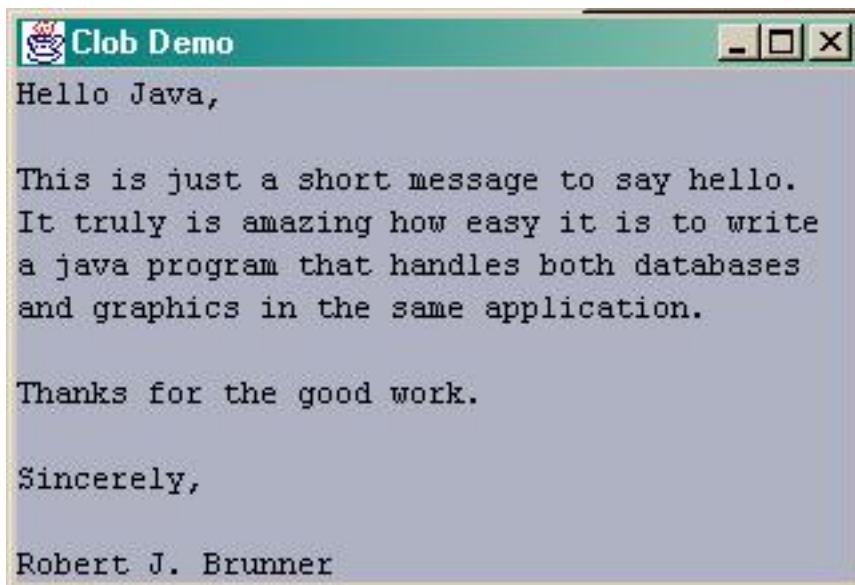 Clob Demo
Hello Java,
This is just a short message to say hello.
It truly is amazing how easy it is to write
a java program that handles both databases
and graphics in the same application.
Thanks for the good work.
Sincerely,
Robert J. Brunner